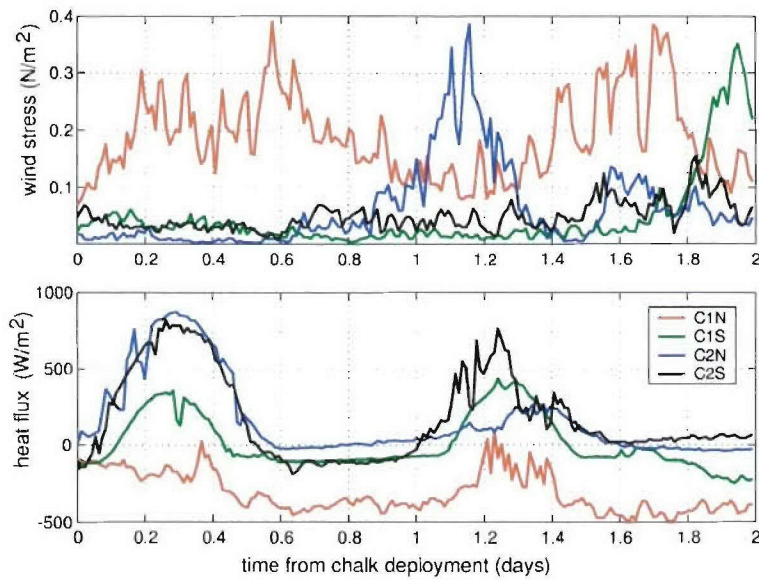 wind stress (N/m²)
0.4
0.3
0.2
0.1
0 0.2 0.4 0.6 0.8 1 1.2 1.4 1.6 1.8 2
heat flux (W/m²)
1000
500
0
-500
C1N
C1S
C2N
C2S
0 0.2 0.4 0.6 0.8 1 1.2 1.4 1.6 1.8 2
time from chalk deployment (days)